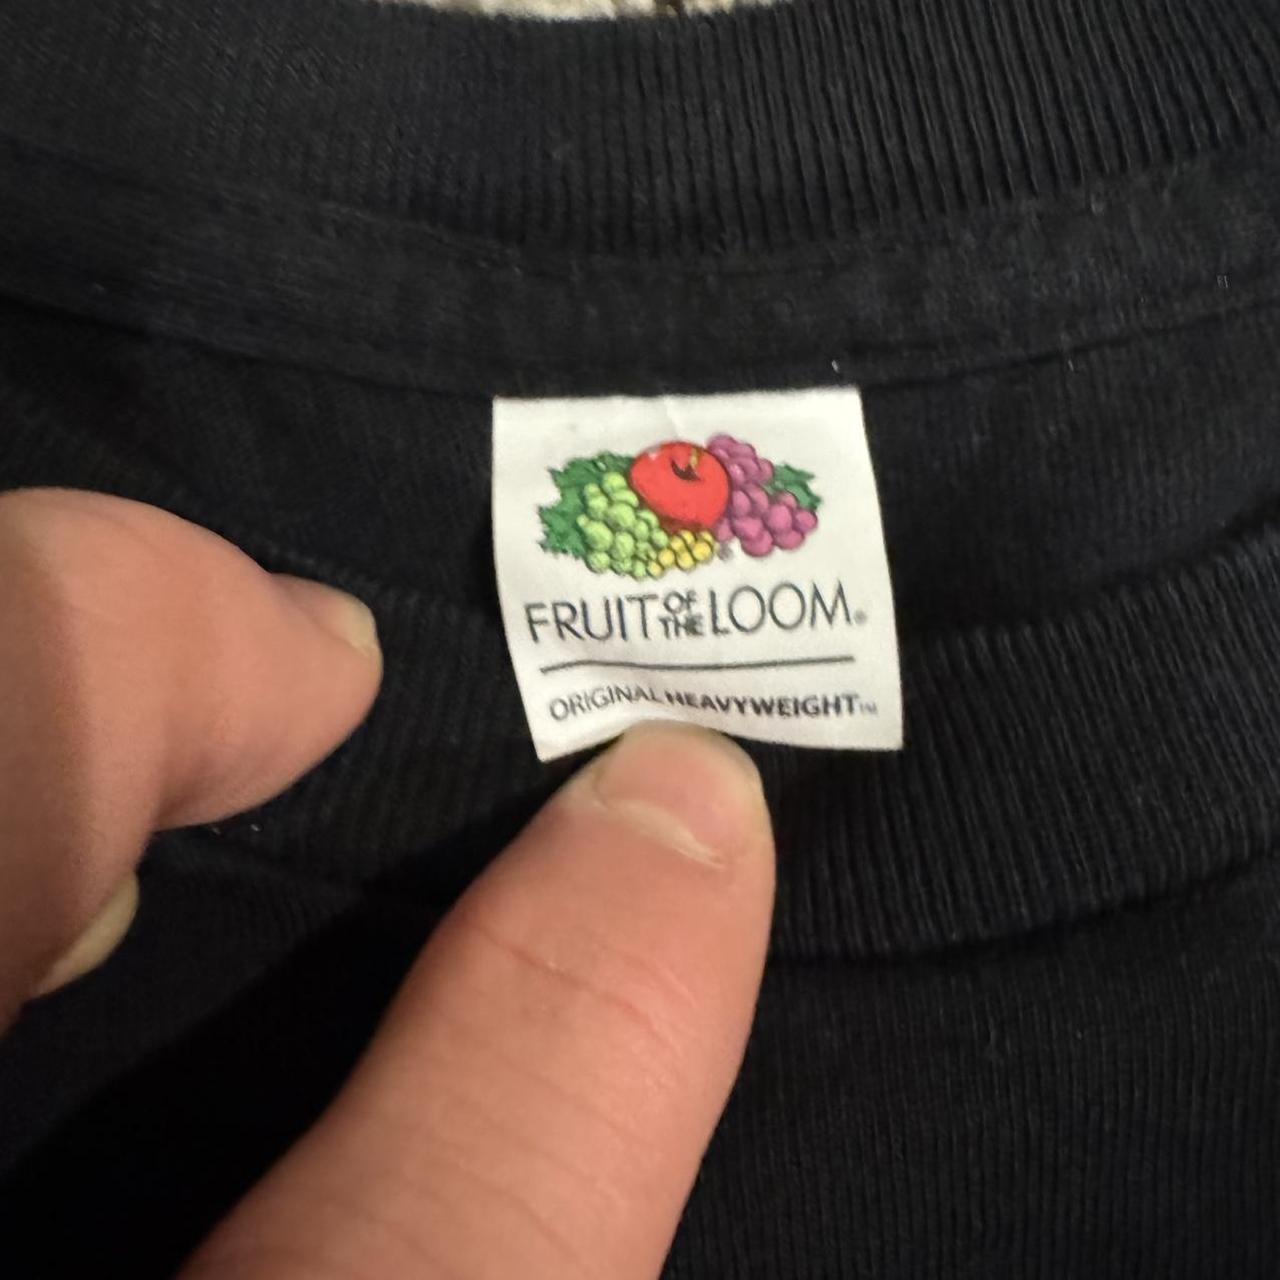 FRUIT OF THE LOOM®
ORIGINAL HEAVYWEIGHT™